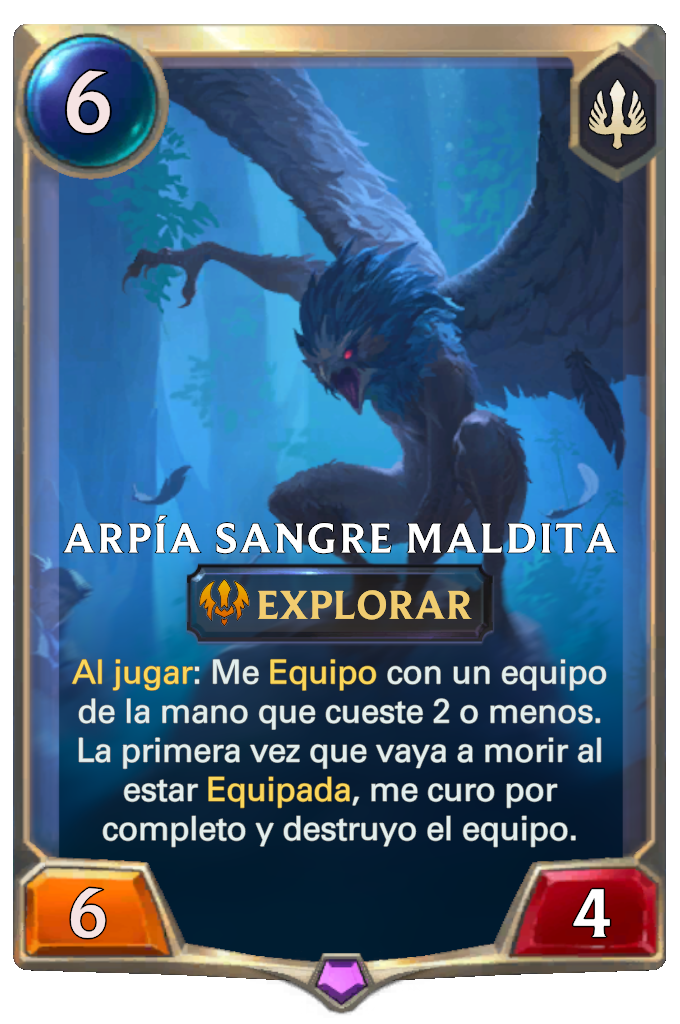 6
ARPÍA SANGRE MALDITA
EXPLORAR
Al jugar: Me Equipo con un equipo
de la mano que cueste 2 o menos.
La primera vez que vaya a morir al
estar Equipada, me curo por
completo y destruyo el equipo.
6
4